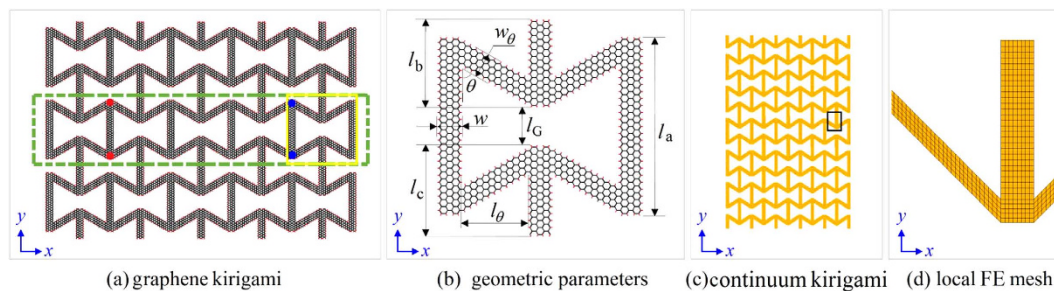 y
x
l_b
w_θ
θ
w
l_G
l_a
l_c
l_θ
y
x
y
x
y
x
(a) graphene kirigami
(b) geometric parameters
(c) continuum kirigami
(d) local FE mesh